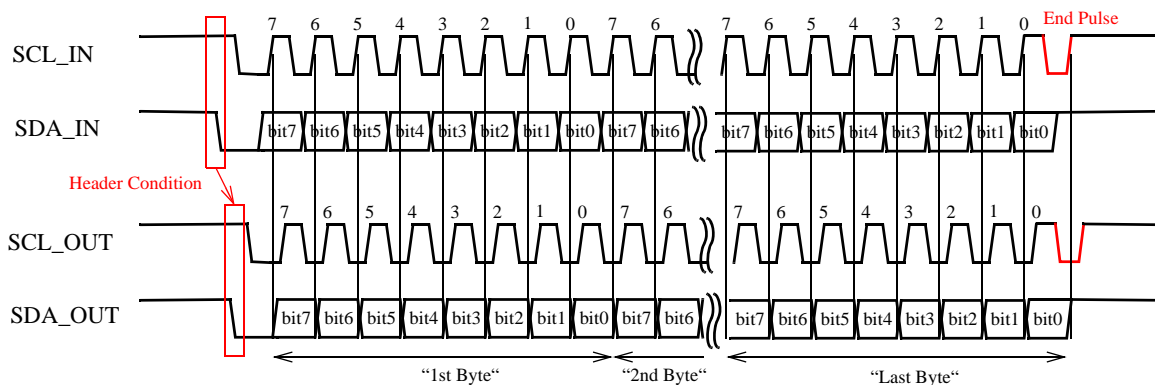 7 6 5 4 3 2 1 0 7 6 7 6 5 4 3 2 1 0 End Pulse
SCL_IN
SDA_IN bit7 bit6 bit5 bit4 bit3 bit2 bit1 bit0 bit7 bit6 bit7 bit6 bit5 bit4 bit3 bit2 bit1 bit0
Header Condition
7 6 5 4 3 2 1 0 7 6 7 6 5 4 3 2 1 0
SCL_OUT
SDA_OUT bit7 bit6 bit5 bit4 bit3 bit2 bit1 bit0 bit7 bit6 bit7 bit6 bit5 bit4 bit3 bit2 bit1 bit0
“1st Byte“ “2nd Byte“ “Last Byte“